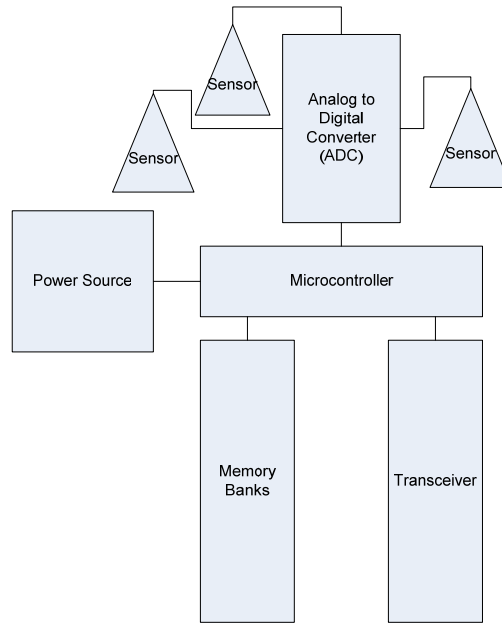 Sensor
Analog to
Digital
Converter
(ADC)
Sensor
Sensor
Power Source
Microcontroller
Memory
Banks
Transceiver